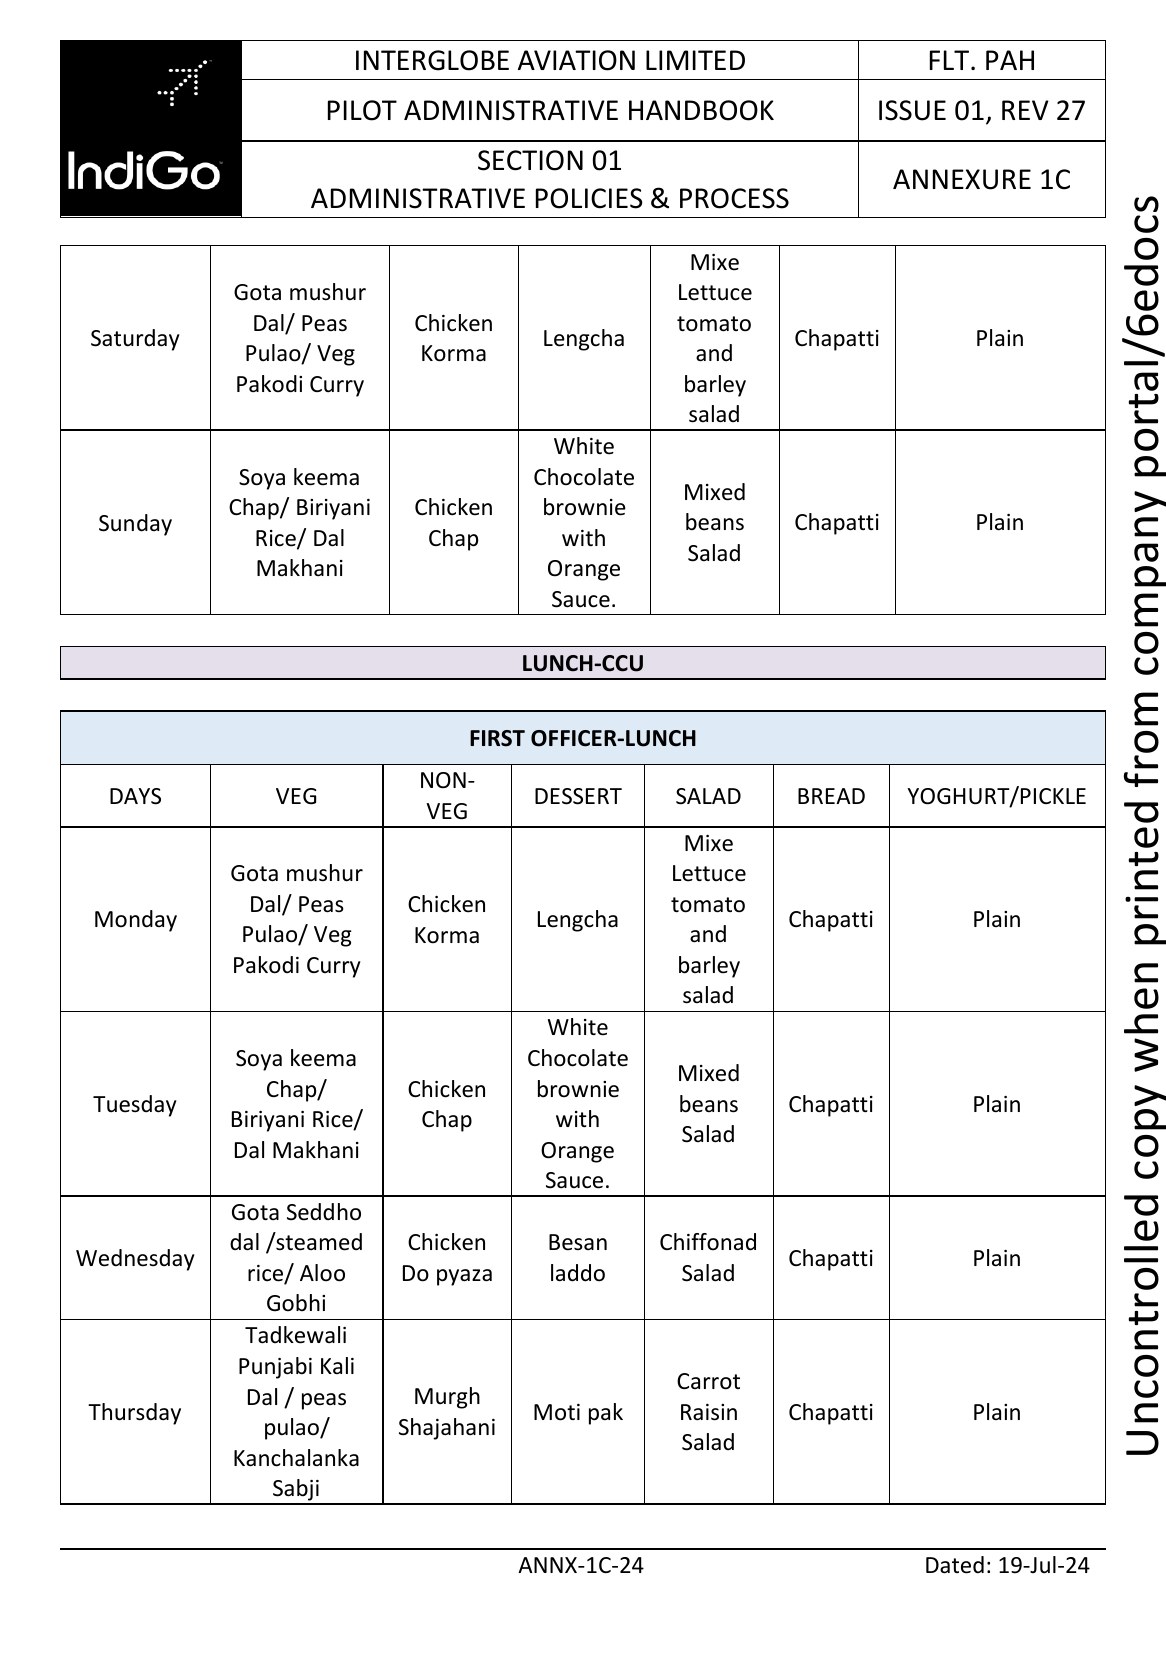 IndiGo
INTERGLOBE AVIATION LIMITED
FLT. PAH
PILOT ADMINISTRATIVE HANDBOOK
ISSUE 01, REV 27
SECTION 01
ADMINISTRATIVE POLICIES & PROCESS
ANNEXURE 1C
Saturday
Gota mushur
Dal/ Peas
Pulao/ Veg
Pakodi Curry
Chicken
Korma
Lengcha
Mixe
Lettuce
tomato
and
barley
salad
Chapatti
Plain
Sunday
Soya keema
Chap/ Biriyani
Rice/ Dal
Makhani
Chicken
Chap
White
Chocolate
brownie
with
Orange
Sauce.
Mixed
beans
Salad
Chapatti
Plain
LUNCH-CCU
FIRST OFFICER-LUNCH
DAYS
VEG
NON-
VEG
DESSERT
SALAD
BREAD
YOGHURT/PICKLE
Monday
Gota mushur
Dal/ Peas
Pulao/ Veg
Pakodi Curry
Chicken
Korma
Lengcha
Mixe
Lettuce
tomato
and
barley
salad
Chapatti
Plain
Tuesday
Soya keema
Chap/
Biriyani Rice/
Dal Makhani
Chicken
Chap
White
Chocolate
brownie
with
Orange
Sauce.
Mixed
beans
Salad
Chapatti
Plain
Wednesday
Gota Seddho
dal /steamed
rice/ Aloo
Gobhi
Chicken
Do pyaza
Besan
laddo
Chiffonad
Salad
Chapatti
Plain
Thursday
Tadkewali
Punjabi Kali
Dal / peas
pulao/
Kanchalanka
Sabji
Murgh
Shajahani
Moti pak
Carrot
Raisin
Salad
Chapatti
Plain
ANNX-1C-24
Dated: 19-Jul-24
Uncontrolled copy when printed from company portal/6edocs